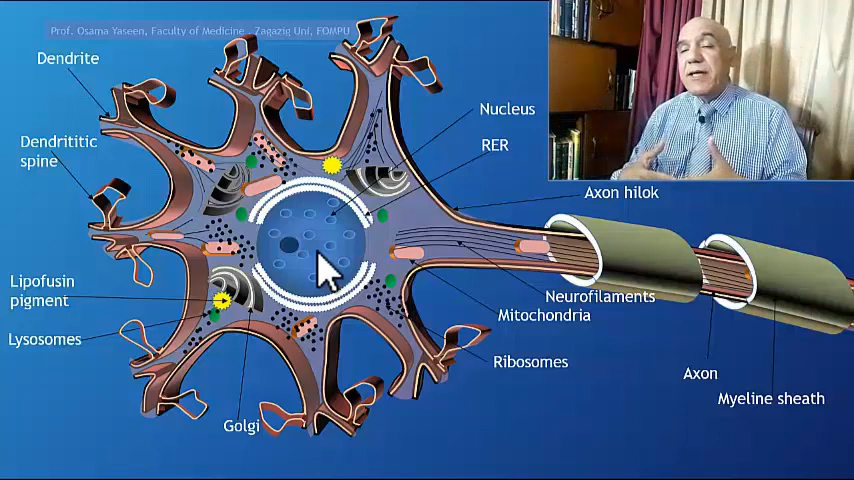 Prof. Osama Yaseen, Faculty of Medicine . Zagazig Uni, FOMPU
Dendrite
Nucleus
Dendrititic
spine
RER
Axon hilok
Lipofusin
pigment
Neurofilaments
Mitochondria
Lysosomes
Ribosomes
Axon
Myeline sheath
Golgi